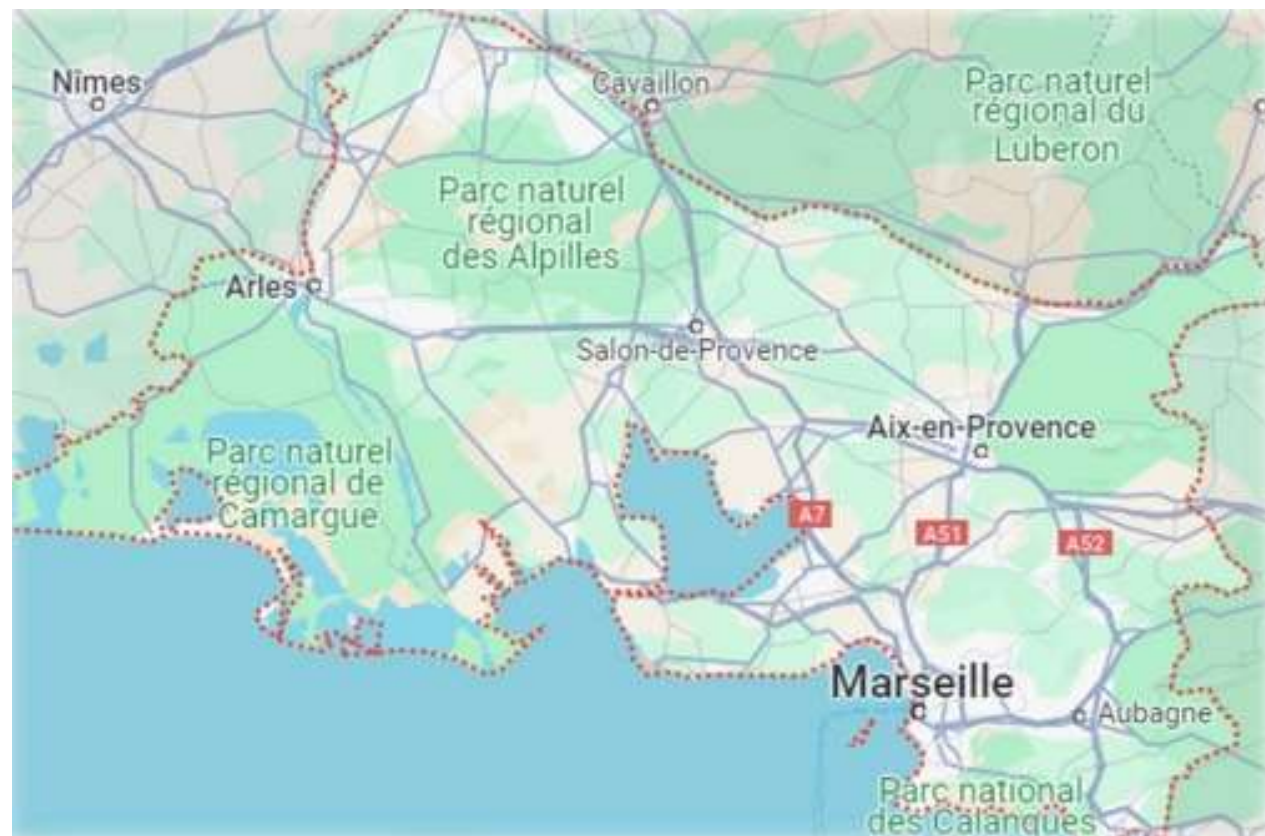 Nîmes
Cavaillon
Parc naturel
régional du
Luberon
Parc naturel
régional
des Alpilles
Arles
Salon-de-Provence
Aix-en-Provence
Parc naturel
régional de
Camargue
A7
A51
A52
Marseille
Aubagne
Parc national
des Calanques